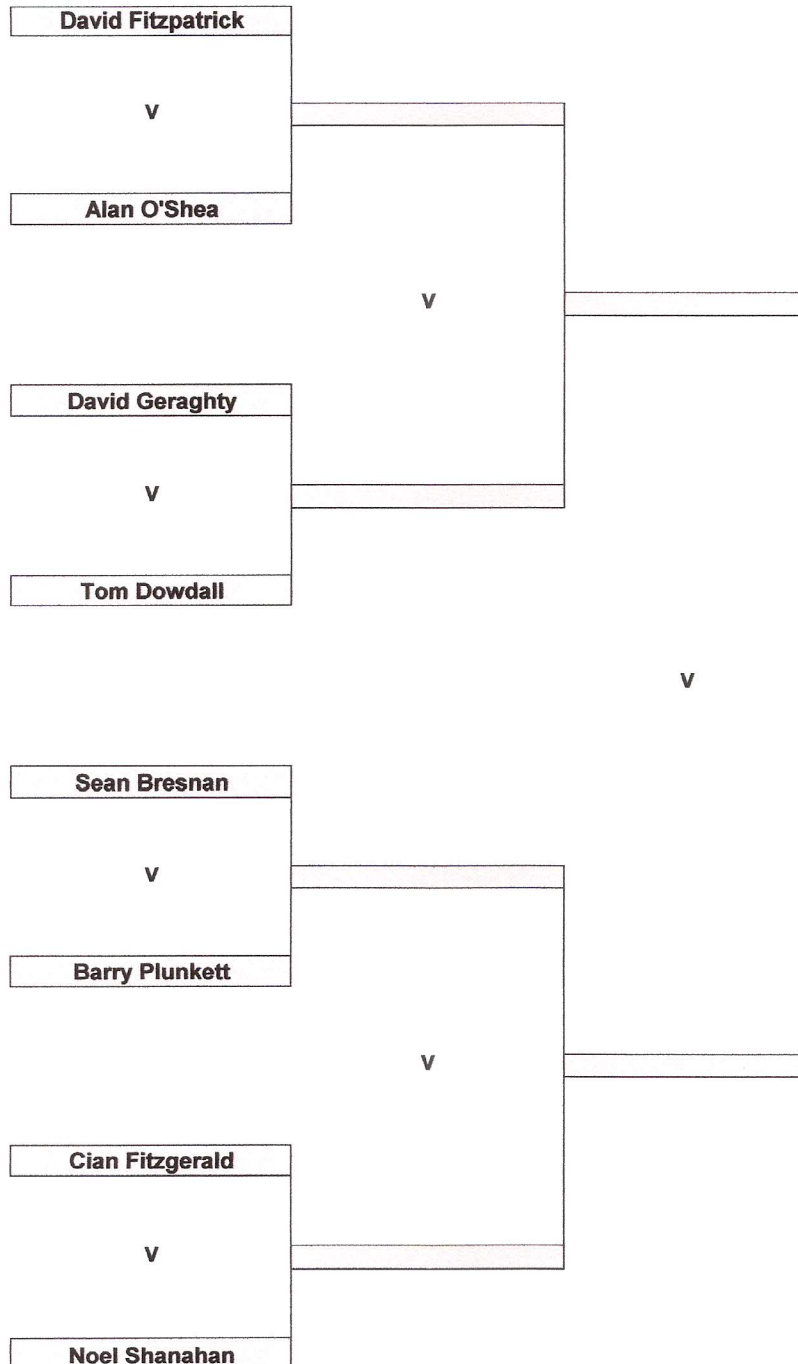 David Fitzpatrick
v
Alan O'Shea
v
David Geraghty
v
Tom Dowdall
v
Sean Bresnan
v
Barry Plunkett
v
Cian Fitzgerald
v
Noel Shanahan